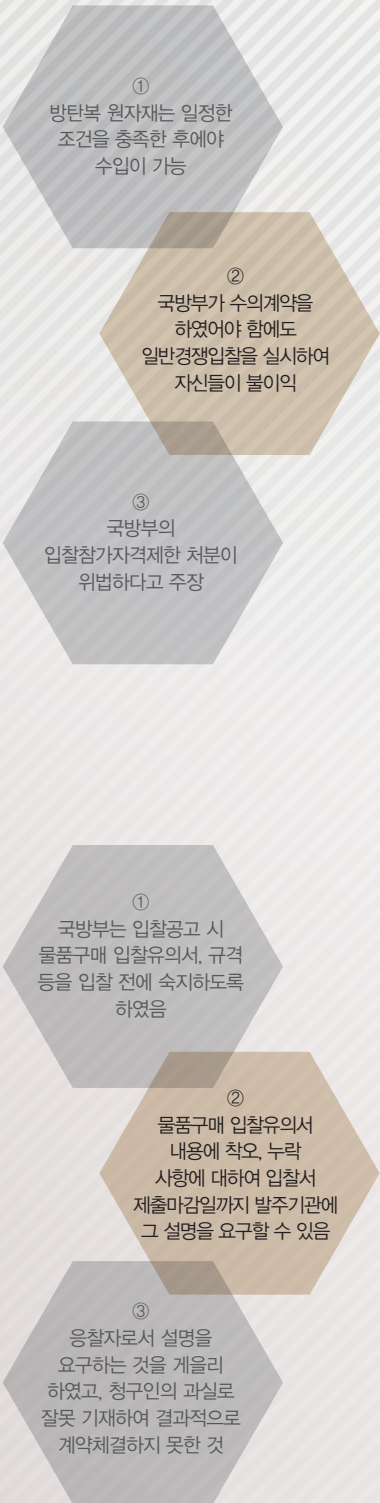 ①
방탄복 원자재는 일정한
조건을 충족한 후에야
수입이 가능
②
국방부가 수의계약을
하였어야 함에도
일반경쟁입찰을 실시하여
자신들이 불이익
③
국방부의
입찰참가자격제한 처분이
위법하다고 주장
①
국방부는 입찰공고 시
물품구매 입찰유의서, 규격
등을 입찰 전에 숙지하도록
하였음
②
물품구매 입찰유의서
내용에 착오, 누락
사항에 대하여 입찰서
제출마감일까지 발주기관에
그 설명을 요구할 수 있음
③
응찰자로서 설명을
요구하는 것을 게을리
하였고, 청구인의 과실로
잘못 기재하여 결과적으로
계약체결하지 못한 것